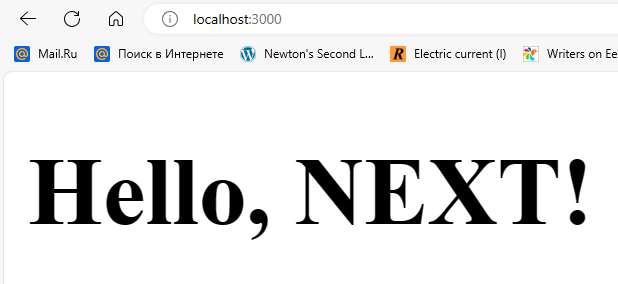 localhost:3000
Mail.Ru Поиск в Интернете Newton's Second L... Electric current (I) Writers on Ee
Hello, NEXT!